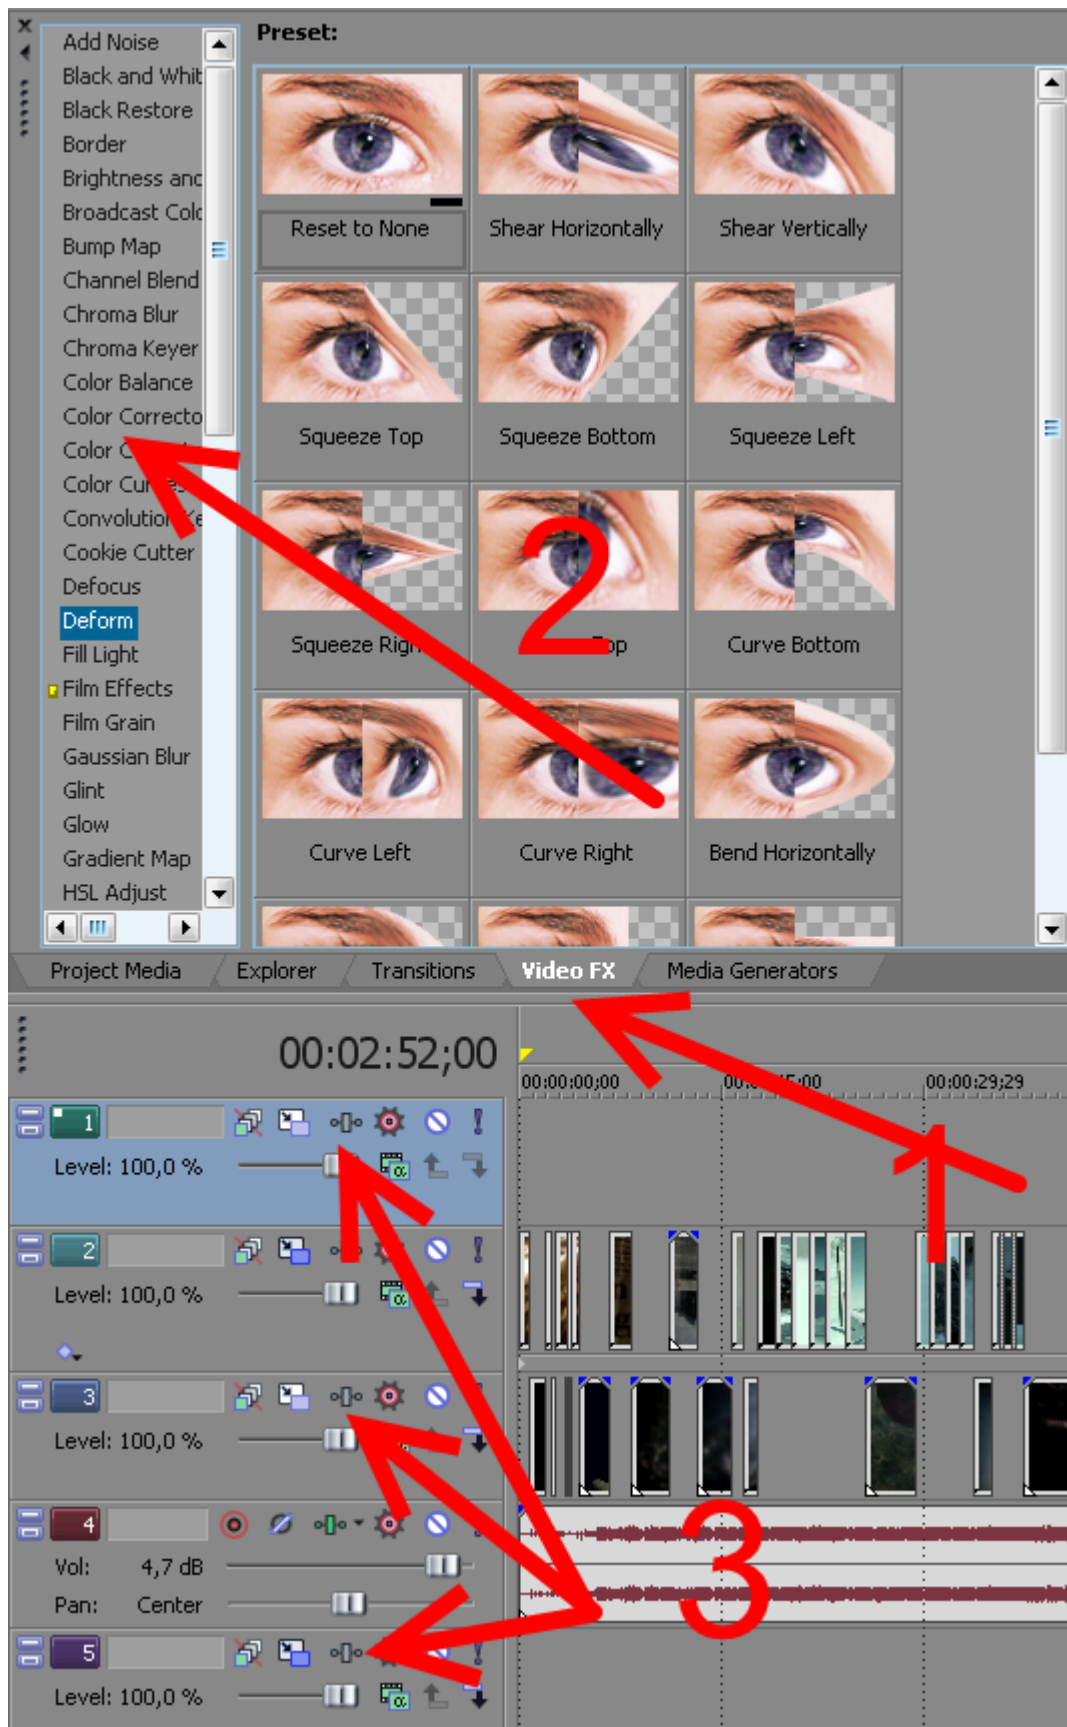 Preset:
Add Noise
Black and Whit
Black Restore
Border
Brightness and
Broadcast Colo
Bump Map
Channel Blend
Chroma Blur
Chroma Keyer
Color Balance
Color Correcto
Color
Color
Convolution Ke
Cookie Cutter
Defocus
Deform
Fill Light
Film Effects
Film Grain
Gaussian Blur
Glint
Glow
Gradient Map
HSL Adjust
Reset to None
Shear Horizontally
Shear Vertically
Squeeze Top
Squeeze Bottom
Squeeze Left
Squeeze Righ
Top
Curve Bottom
Curve Left
Curve Right
Bend Horizontally
2
Project Media
Explorer
Transitions
Video FX
Media Generators
00:02:52;00
00:00:00;00
00:00:29;29
1
1
Level: 100,0 %
2
Level: 100,0 %
3
Level: 100,0 %
4
Vol: 4,7 dB
Pan: Center
3
5
Level: 100,0 %